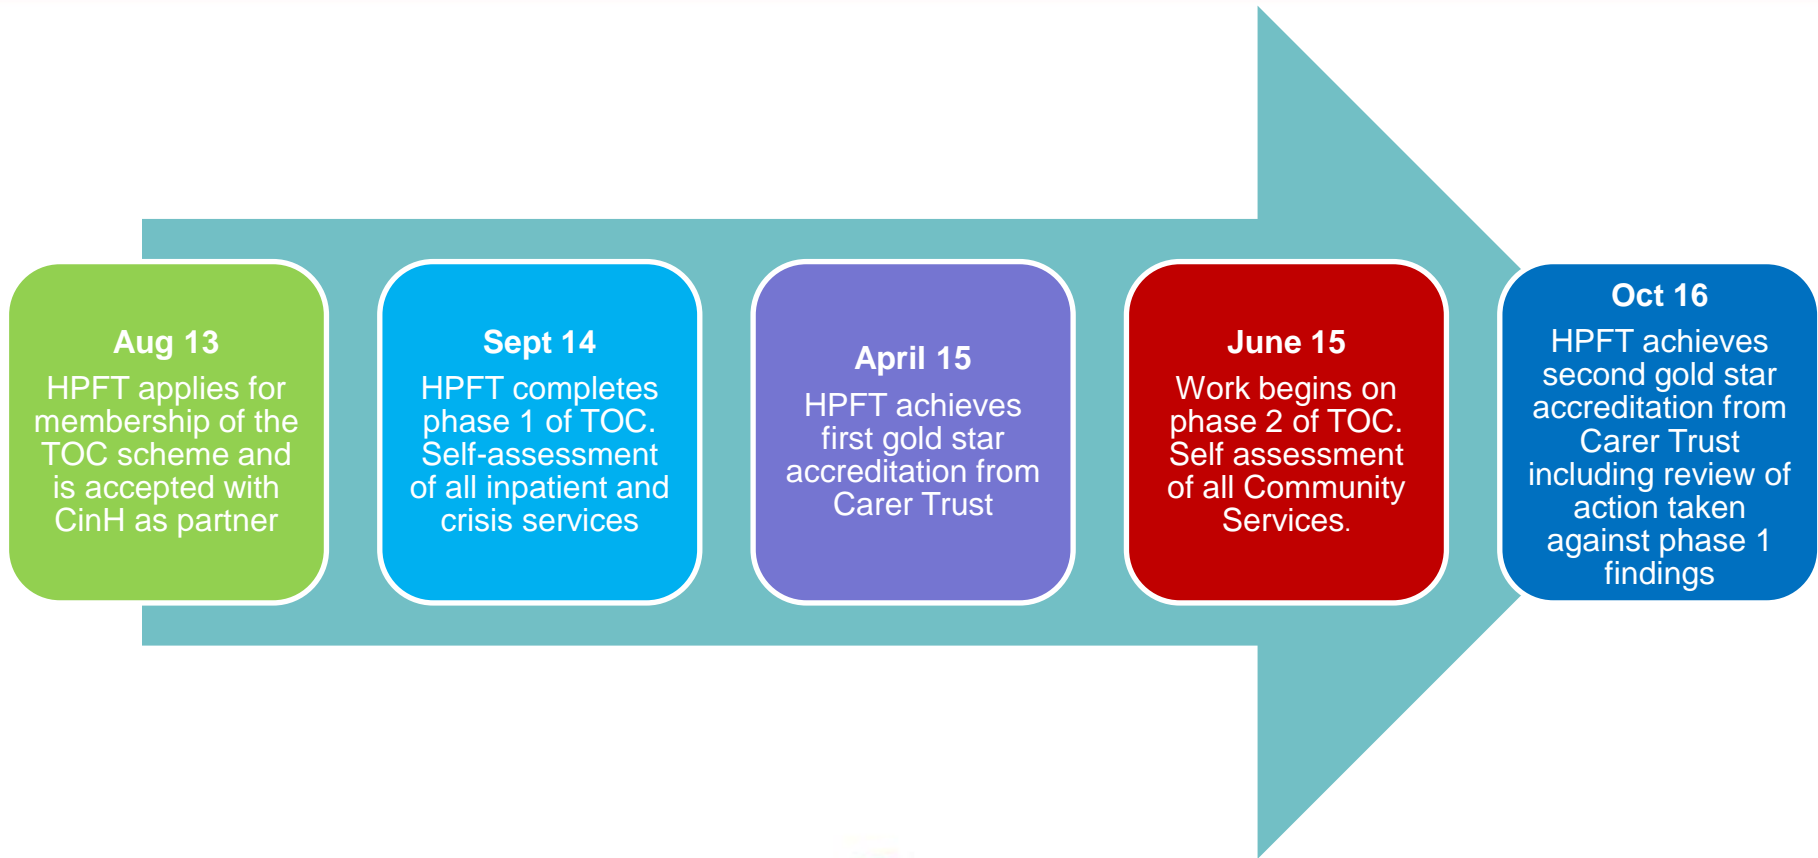 Aug 13
HPFT applies for
membership of the
TOC scheme and
is accepted with
CinH as partner
Sept 14
HPFT completes
phase 1 of TOC.
Self-assessment
of all inpatient and
crisis services
April 15
HPFT achieves
first gold star
accreditation from
Carer Trust
June 15
Work begins on
phase 2 of TOC.
Self assessment
of all Community
Services.
Oct 16
HPFT achieves
second gold star
accreditation from
Carer Trust
including review of
action taken
against phase 1
findings